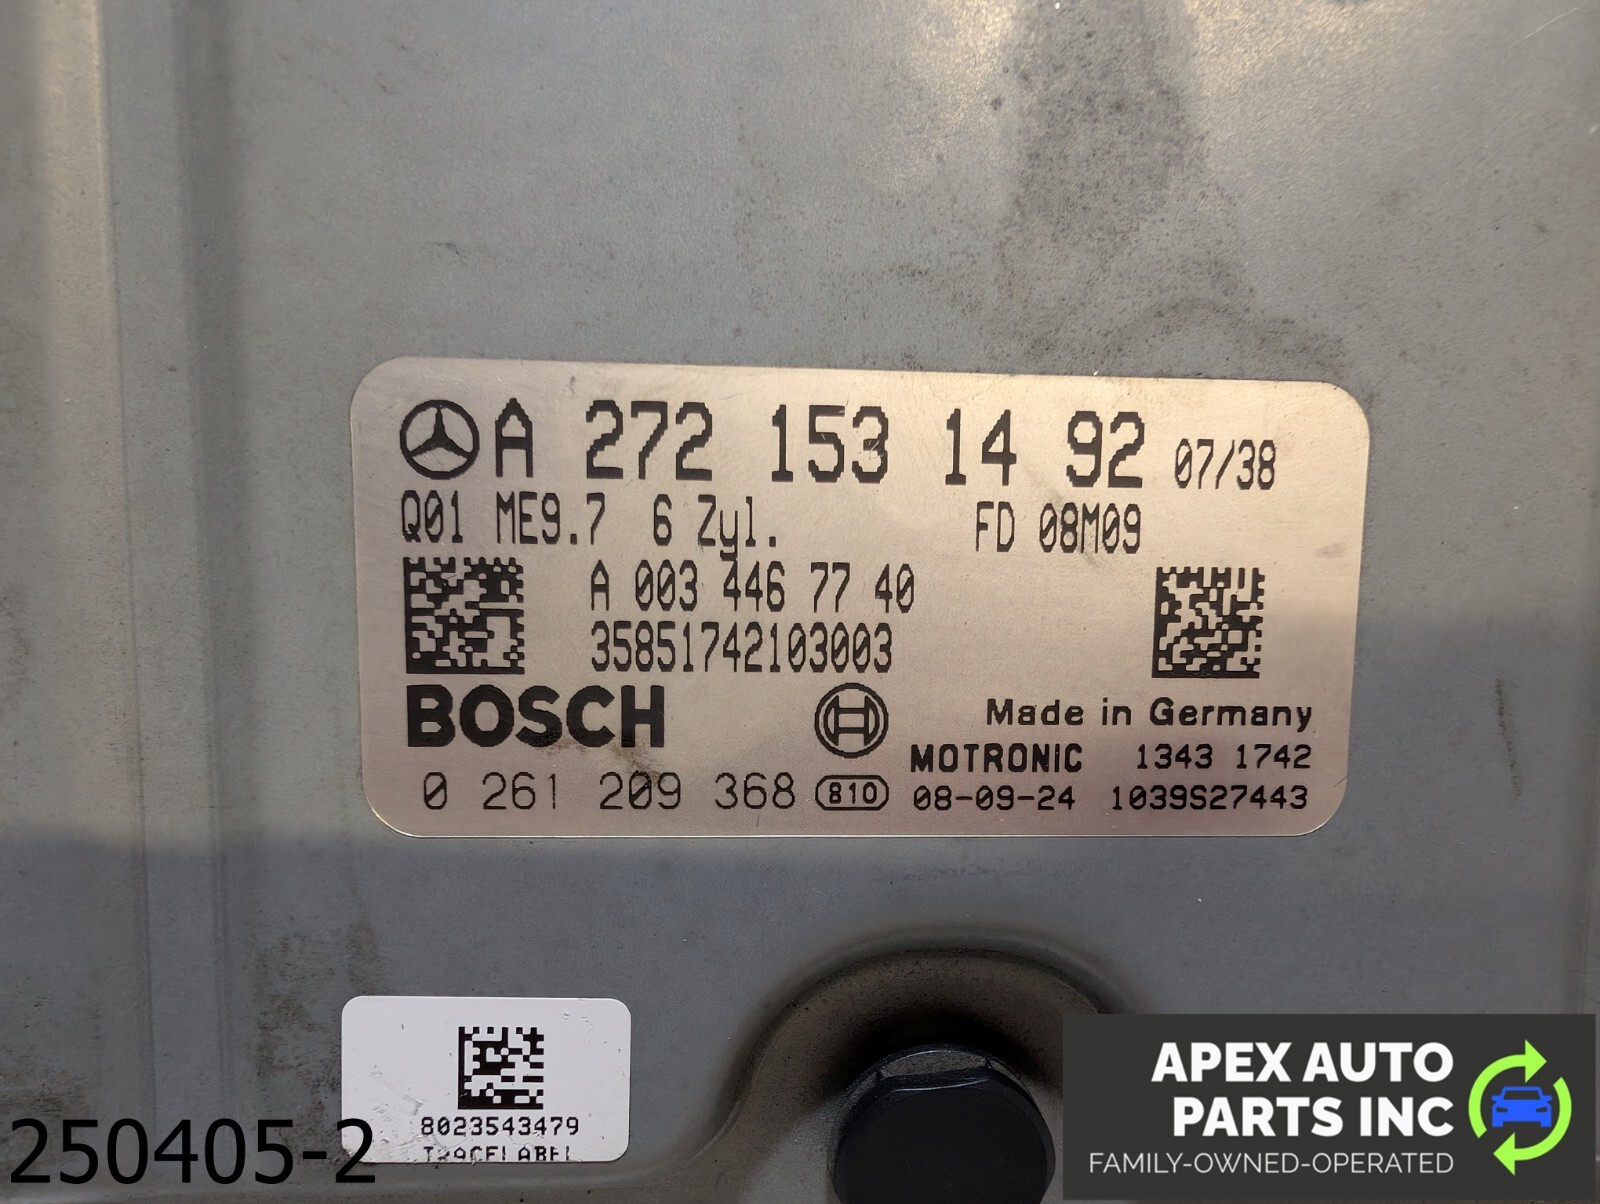 A 272 153 14 92 07/38
Q01 ME9.7 6 Zyl. FD 08M09
A 003 446 77 40
35851742103003
BOSCH
Made in Germany
MOTRONIC 1343 1742
0 261 209 368 810 08-09-24 1039S27443
8023543479
TRACELABEL
250405-2
APEX AUTO
PARTS INC
FAMILY-OWNED-OPERATED